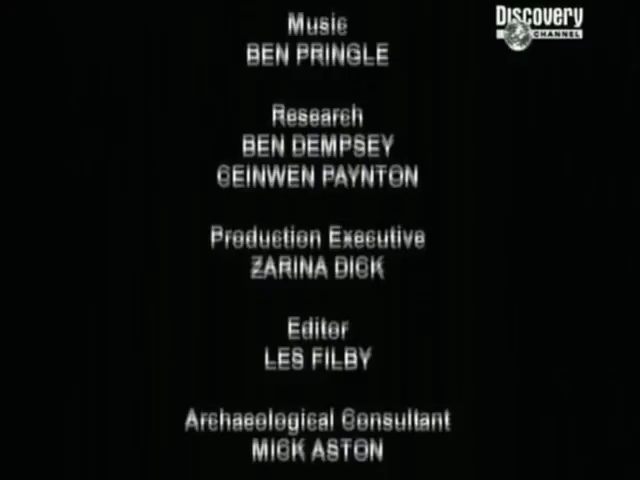 Music
BEN PRINGLE
Research
BEN DEMPSEY
CEINWEN PAYNTON
Production Executive
ZARINA DICK
Editor
LES FILBY
Archaeological Consultant
MICK ASTON
Discovery
CHANNEL